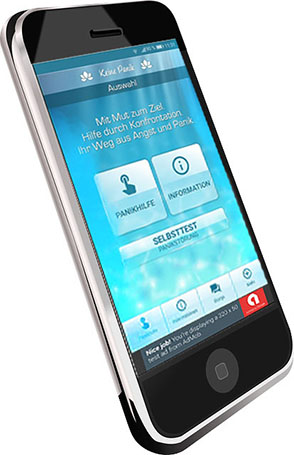 Keine Panik
Auswahl
Mit Mut zum Ziel
Hilfe durch Konfrontation
Ihr Weg aus Angst und Panik
PANIKHILFE
INFORMATION
SELBSTTEST
PANIKSTÖRUNG
Nice job! You're displaying a 320 x 50
test ad from AdMob